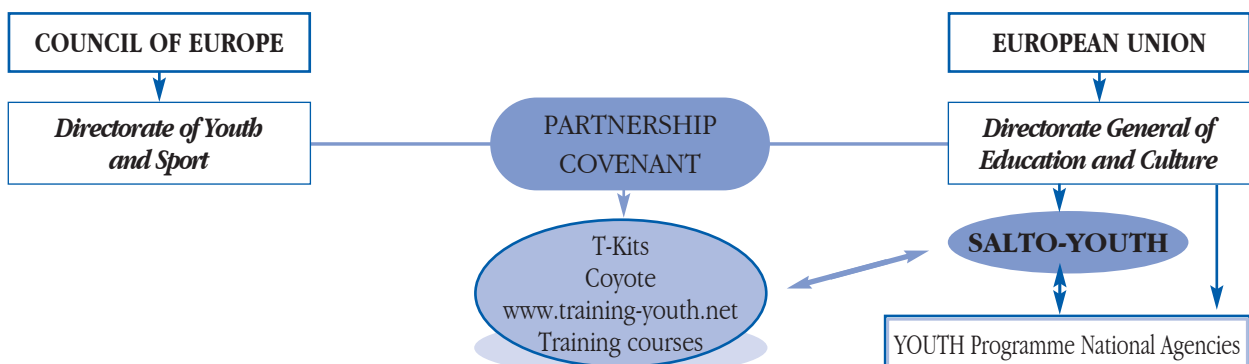 COUNCIL OF EUROPE
EUROPEAN UNION
Directorate of Youth
and Sport
PARTNERSHIP
COVENANT
Directorate General of
Education and Culture
T-Kits
Coyote
www.training-youth.net
Training courses
SALTO-YOUTH
YOUTH Programme National Agencies